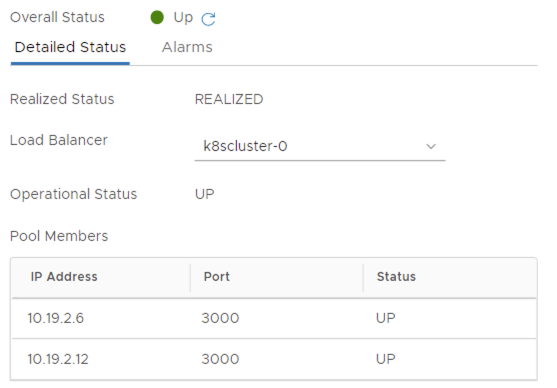 Overall Status Up
Detailed Status Alarms
Realized Status REALIZED
Load Balancer k8scluster-0
Operational Status UP
Pool Members
IP Address Port Status
10.19.2.6 3000 UP
10.19.2.12 3000 UP